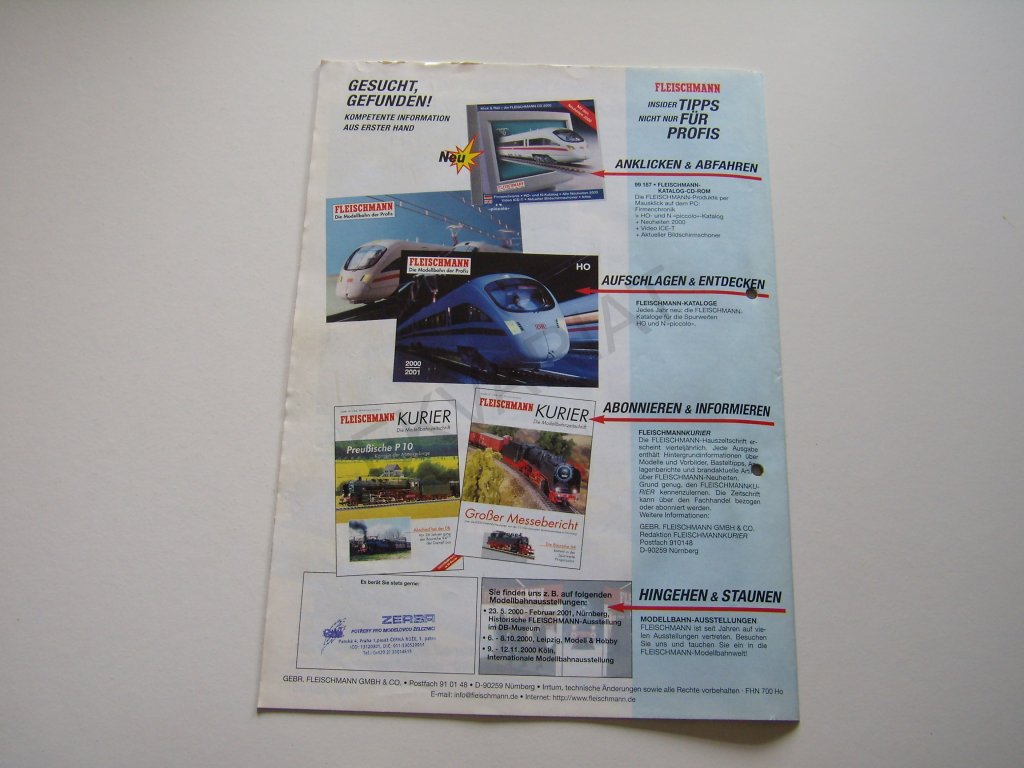 GESUCHT,
GEFUNDEN!
KOMPETENTE INFORMATION
AUS ERSTER HAND
Neu
FLEISCHMANN
INSIDER TIPPS
NICHT NUR FÜR
PROFIS
ANKLICKEN & ABFAHREN
99 187 • FLEISCHMANN-
KATALOG-CD-ROM
Die FLEISCHMANN-Produkte per
Mausklick auf dem PC:
Firmenchronik
+ Neuheiten 2000
+ Video ICE-T
+ Aktueller Bildschirmschoner
FLEISCHMANN
Die Modellbahn der Profis
FLEISCHMANN
Die Modellbahn der Profis
HO
2000
2001
AUFSCHLAGEN & ENTDECKEN
FLEISCHMANN-KATALOGE
Jedes Jahr neu: die FLEISCHMANN-
Kataloge für die Spurweiten
HO und N »piccolo«.
FLEISCHMANN KURIER
Die Modellbahnzeitschrift
Preußische P 10
FLEISCHMANN KURIER
Die Modellbahnzeitschrift
Großer Messebericht
ABONNIEREN & INFORMIEREN
FLEISCHMANNKURIER
Die FLEISCHMANN-Hauszeitschrift er-
scheint vierteljährlich. Jede Ausgabe
enthält Hintergrundinformationen über
Modelle und Vorbilder, Basteltipps, An-
lagenberichte und brandaktuelle
über FLEISCHMANN-Neuheiten.
Grund genug, den FLEISCHMANNKU-
RIER kennenzulernen. Die Zeitschrift
kann über den Fachhandel bezogen
oder abonniert werden.
Weitere Informationen:
GEBR. FLEISCHMANN GMBH & CO.
Redaktion FLEISCHMANNKURIER
Postfach 910148
D-90259 Nürnberg
Es berät Sie stets gerne:
POTŘEBY PRO MODELOVOU ŽELEZNICI
Sie finden uns z. B. auf folgenden
Modellbahnausstellungen:
• 23. 5. 2000 - Februar 2001, Nürnberg,
Historische FLEISCHMANN-Ausstellung
im DB-Museum
• 6. - 8.10.2000, Leipzig, Modell & Hobby
• 9. - 12.11.2000 Köln,
Internationale Modellbahnausstellung
HINGEHEN & STAUNEN
MODELLBAHN-AUSSTELLUNGEN
FLEISCHMANN ist seit Jahren auf vie-
len Ausstellungen vertreten. Besuchen
Sie uns und tauchen Sie ein in die
FLEISCHMANN-Modellbahnwelt!
GEBR. FLEISCHMANN GMBH & CO. • Postfach 91 01 48 • D-90259 Nürnberg • Irrtum, technische Änderungen sowie alle Rechte vorbehalten · FHN 700 Ho
E-mail: info@fleischmann.de • Internet: http://www.fleischmann.de